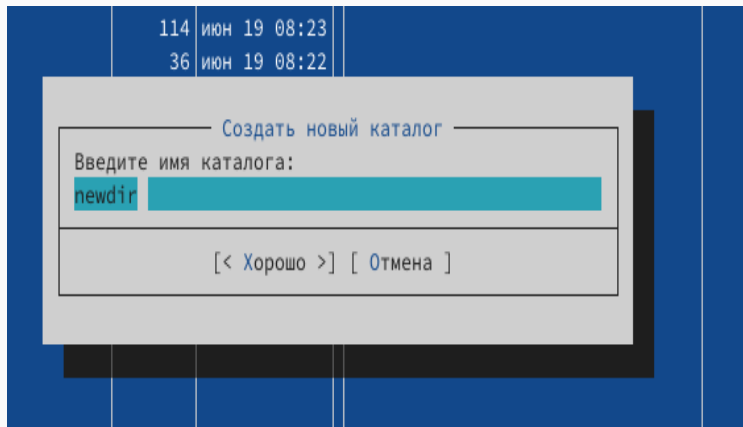 114 июн 19 08:23
36 июн 19 08:22
Создать новый каталог
Введите имя каталога:
newdir
[< Хорошо >] [ Отмена ]